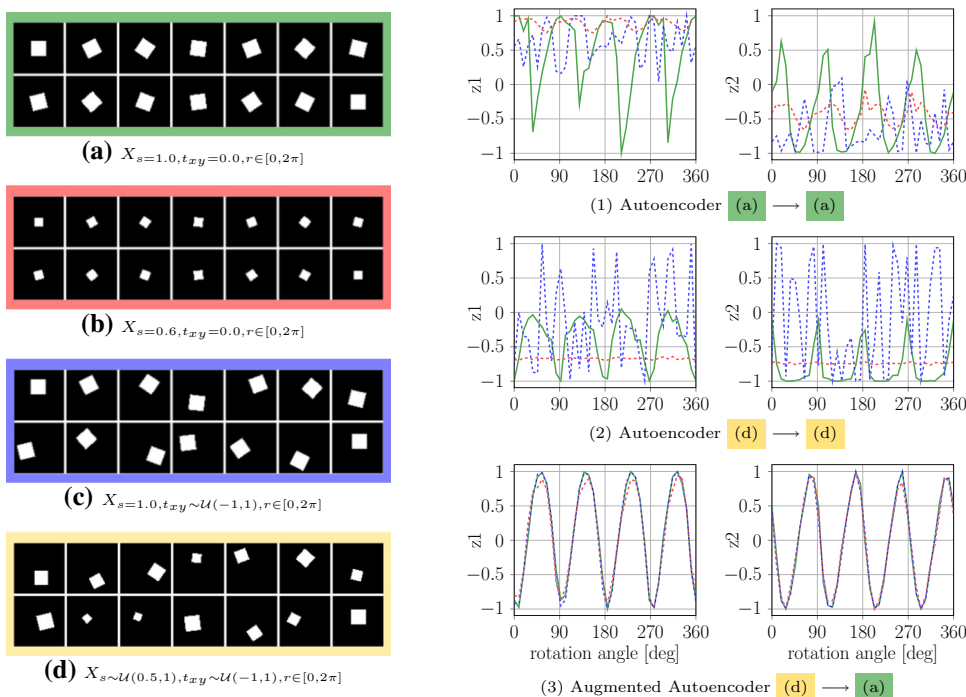 (a) X_{s=1.0,t_{xy}=0.0,r∈[0,2π]}
(b) X_{s=0.6,t_{xy}=0.0,r∈[0,2π]}
(c) X_{s=1.0,t_{xy}∼𝒰(−1,1),r∈[0,2π]}
(d) X_{s∼𝒰(0.5,1),t_{xy}∼𝒰(−1,1),r∈[0,2π]}
z1
1
0.5
0
−0.5
−1
0 90 180 270 360
z2
1
0.5
0
−0.5
−1
0 90 180 270 360
(1) Autoencoder (a) ⟶ (a)
z1
1
0.5
0
−0.5
−1
0 90 180 270 360
z2
1
0.5
0
−0.5
−1
0 90 180 270 360
(2) Autoencoder (d) ⟶ (d)
z1
1
0.5
0
−0.5
−1
0 90 180 270 360
rotation angle [deg]
z2
1
0.5
0
−0.5
−1
0 90 180 270 360
rotation angle [deg]
(3) Augmented Autoencoder (d) ⟶ (a)